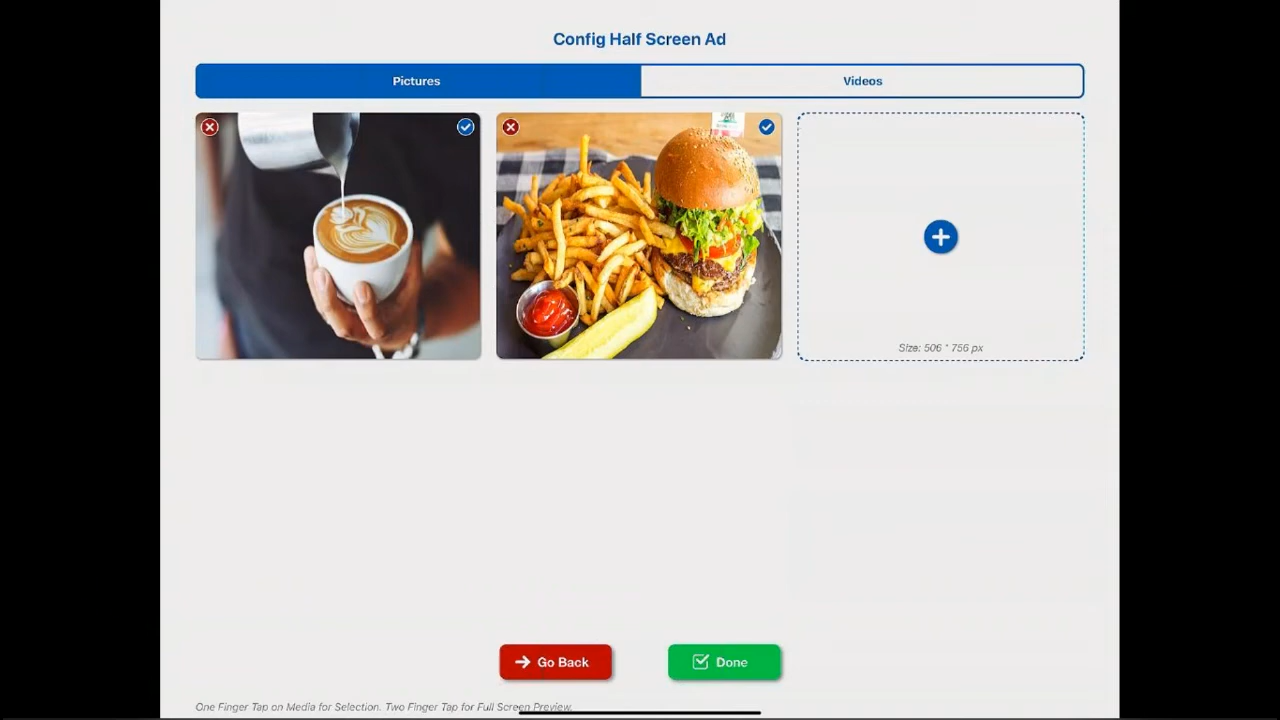 Config Half Screen Ad
Pictures
Videos
Size: 506 * 756 px
Go Back
Done
One Finger Tap on Media for Selection. Two Finger Tap for Full Screen Preview.